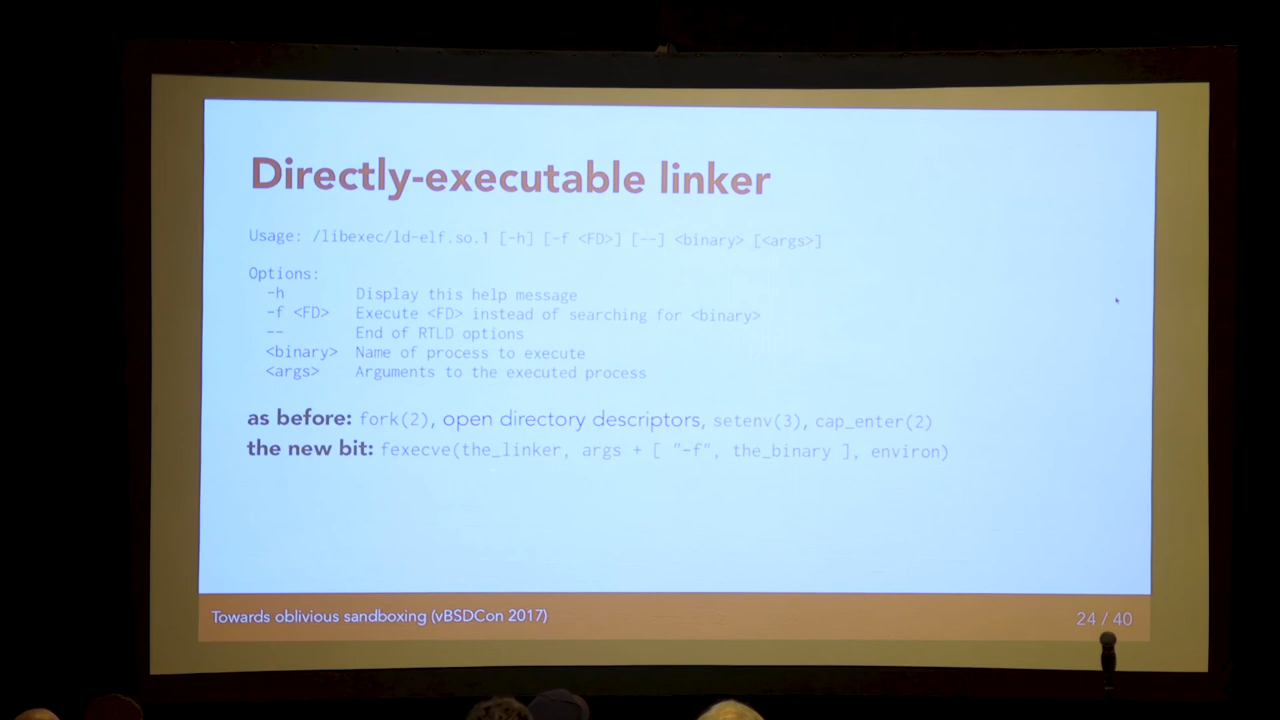 Directly-executable linker
Usage: /libexec/ld-elf.so.1 [-h] [-f <FD>] [--] <binary> [<args>]
Options:
-h Display this help message
-f <FD> Execute <FD> instead of searching for <binary>
-- End of RTLD options
<binary> Name of process to execute
<args> Arguments to the executed process
as before: fork(2), open directory descriptors, setenv(3), cap_enter(2)
the new bit: fexecve(the_linker, args + [ "-f", the_binary ], environ)
Towards oblivious sandboxing (vBSDCon 2017)
24 / 40